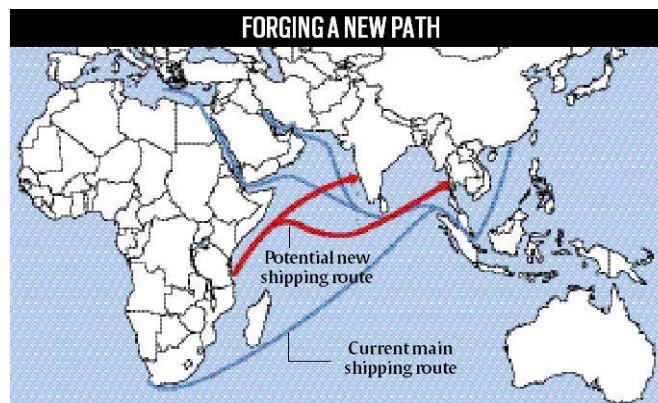 FORGING A NEW PATH
Potential new
shipping route
Current main
shipping route